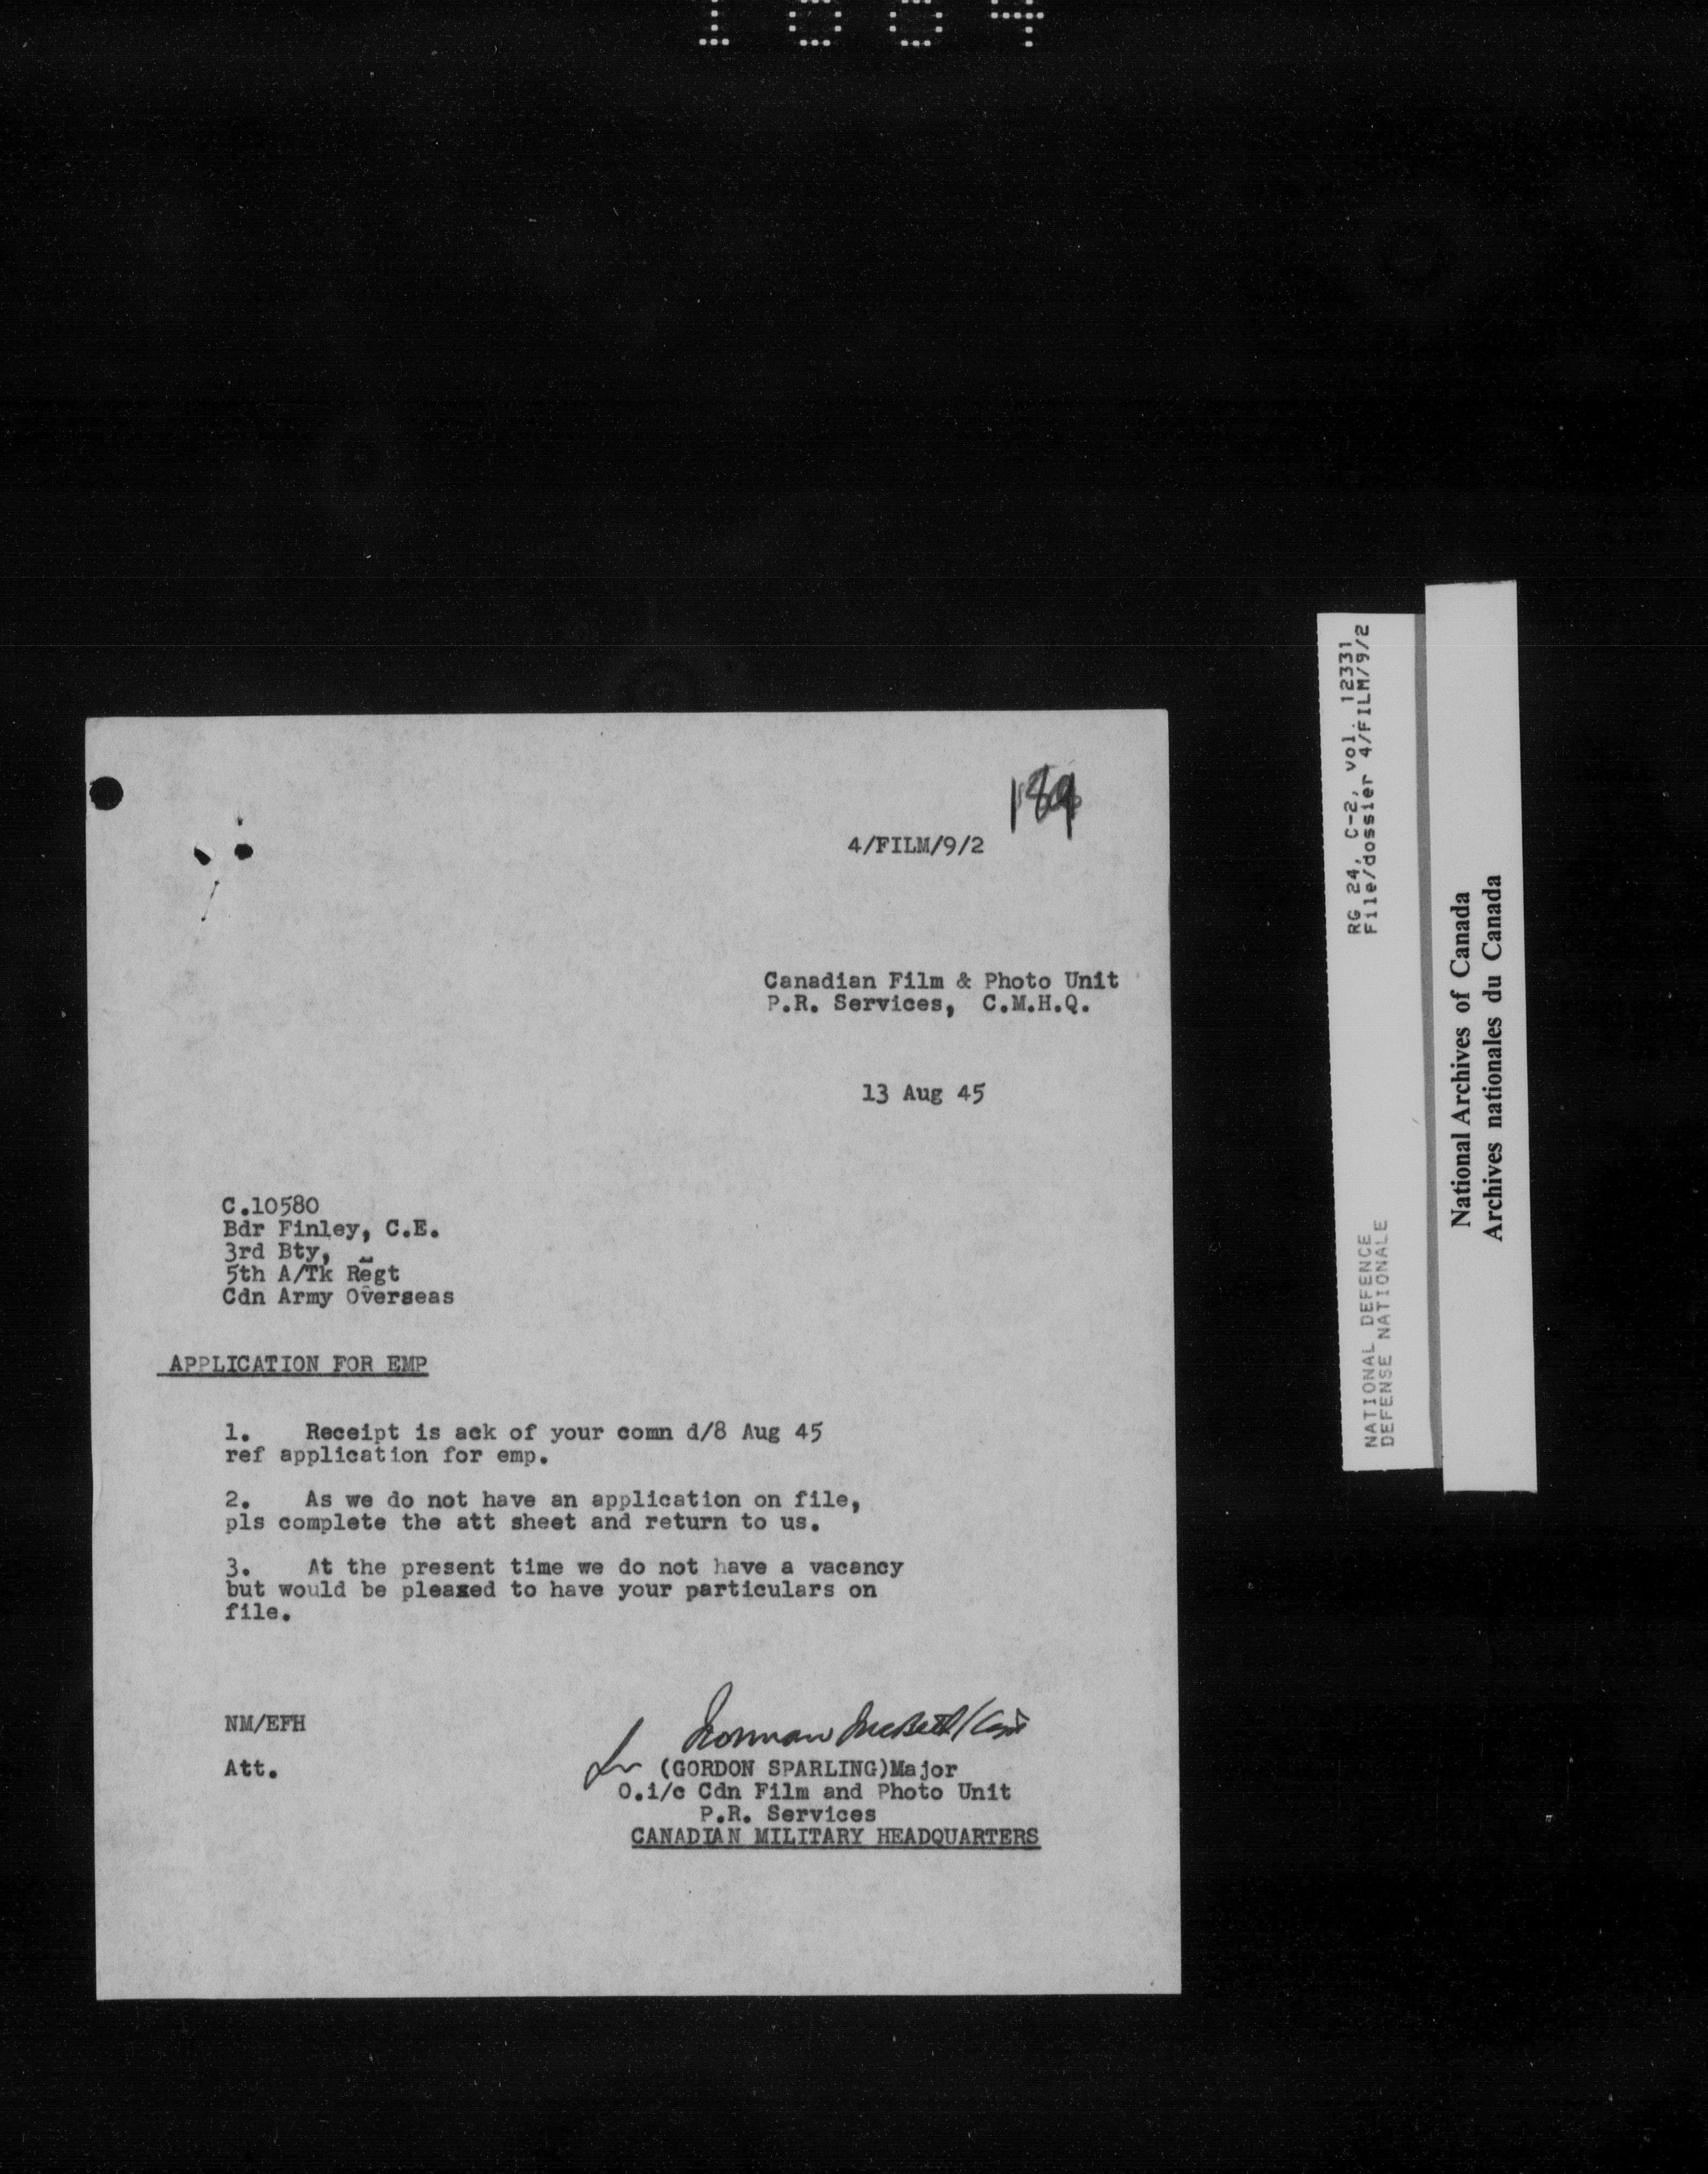 189
4/FILM/9/2
Canadian Film & Photo Unit
P.R. Services, C.M.H.Q.
13 Aug 45
C.10580
Bdr Finley, C.E.
3rd Bty,
5th A/Tk Regt
Cdn Army Overseas
APPLICATION FOR EMP
1. Receipt is ack of your comn d/8 Aug 45
ref application for emp.
2. As we do not have an application on file,
pls complete the att sheet and return to us.
3. At the present time we do not have a vacancy
but would be pleased to have your particulars on
file.
NM/EFH
Att.
Norman McBeth/Capt
for (GORDON SPARLING)Major
O.i/c Cdn Film and Photo Unit
P.R. Services
CANADIAN MILITARY HEADQUARTERS
RG 24, C-2, vol. 12331
File/dossier 4/FILM/9/2
NATIONAL DEFENCE
DEFENSE NATIONALE
National Archives of Canada
Archives nationales du Canada